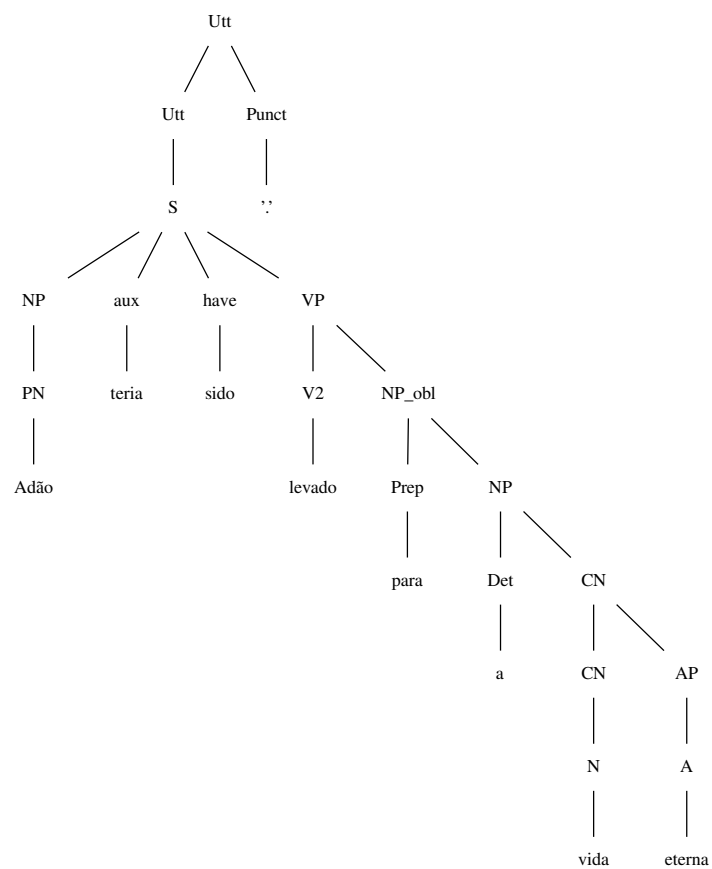 Utt
Utt Punct
S '.'
NP aux have VP
PN teria sido V2 NP_obl
Adão levado Prep NP
para Det CN
a CN AP
N A
vida eterna